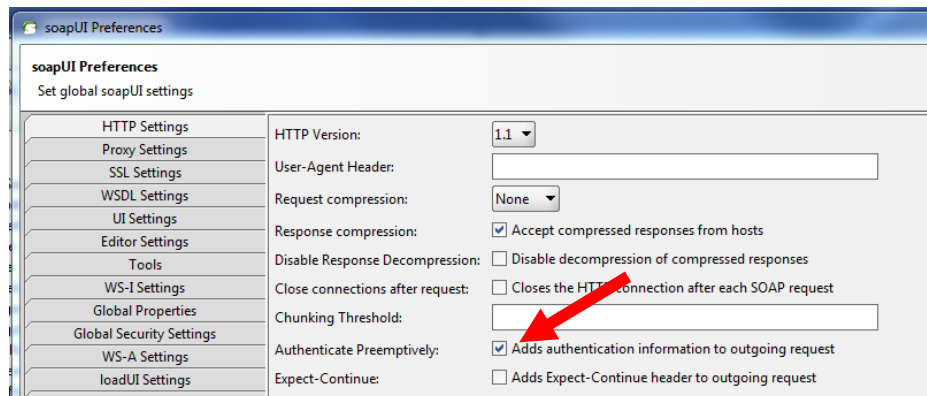 soapUI Preferences
soapUI Preferences
Set global soapUI settings
HTTP Settings
Proxy Settings
SSL Settings
WSDL Settings
UI Settings
Editor Settings
Tools
WS-I Settings
Global Properties
Global Security Settings
WS-A Settings
loadUI Settings
HTTP Version: 1.1
User-Agent Header:
Request compression: None
Response compression: Accept compressed responses from hosts
Disable Response Decompression: Disable decompression of compressed responses
Close connections after request: Closes the HTTP connection after each SOAP request
Chunking Threshold:
Authenticate Preemptively: Adds authentication information to outgoing request
Expect-Continue: Adds Expect-Continue header to outgoing request